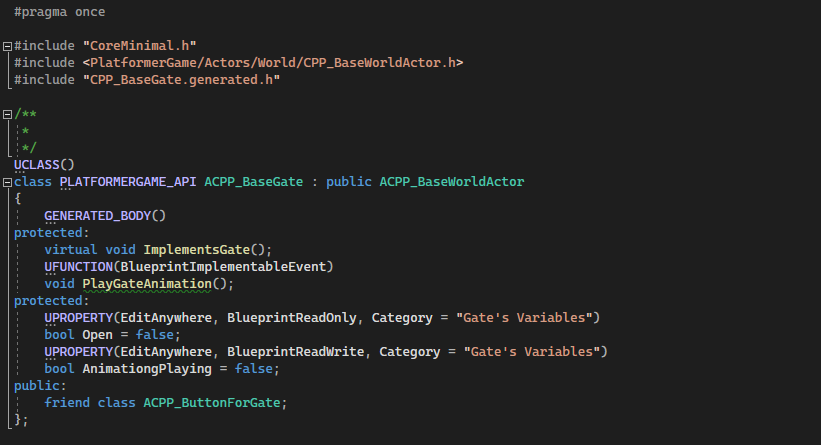 #pragma once
#include "CoreMinimal.h"
#include <PlatformerGame/Actors/World/CPP_BaseWorldActor.h>
#include "CPP_BaseGate.generated.h"
/**
*
*/
UCLASS()
class PLATFORMERGAME_API ACPP_BaseGate : public ACPP_BaseWorldActor
{
GENERATED_BODY()
protected:
virtual void ImplementsGate();
UFUNCTION(BlueprintImplementableEvent)
void PlayGateAnimation();
protected:
UPROPERTY(EditAnywhere, BlueprintReadOnly, Category = "Gate's Variables")
bool Open = false;
UPROPERTY(EditAnywhere, BlueprintReadWrite, Category = "Gate's Variables")
bool AnimationgPlaying = false;
public:
friend class ACPP_ButtonForGate;
};